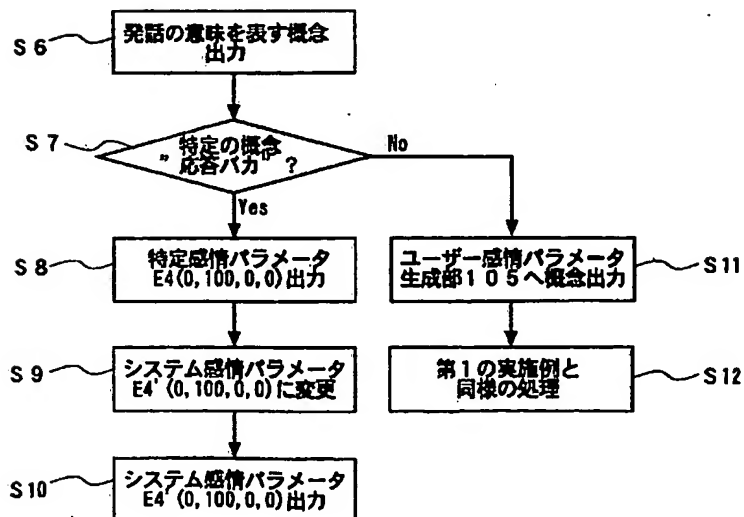 S6
発話の意味を表す概念
出力
S7
特定の概念
"応答バカ"?
No
Yes
S8
特定感情パラメータ
E4(0,100,0,0)出力
ユーザー感情パラメータ
生成部105へ概念出力
S11
S9
システム感情パラメータ
E4'(0,100,0,0)に変更
第1の実施例と
同様の処理
S12
S10
システム感情パラメータ
E4'(0,100,0,0)出力